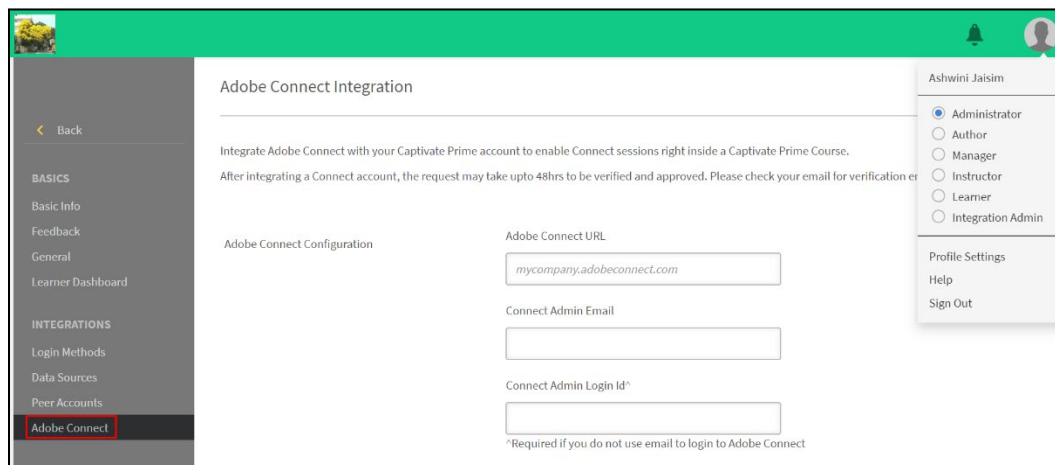 Adobe Connect Integration
Ashwini Jaisim
Administrator
Author
Manager
Instructor
Learner
Integration Admin
Profile Settings
Help
Sign Out
Back
BASICS
Basic Info
Feedback
General
Learner Dashboard
INTEGRATIONS
Login Methods
Data Sources
Peer Accounts
Adobe Connect
Integrate Adobe Connect with your Captivate Prime account to enable Connect sessions right inside a Captivate Prime Course.
After integrating a Connect account, the request may take upto 48hrs to be verified and approved. Please check your email for verification
Adobe Connect Configuration
Adobe Connect URL
mycompany.adobeconnect.com
Connect Admin Email
Connect Admin Login Id^
^Required if you do not use email to login to Adobe Connect